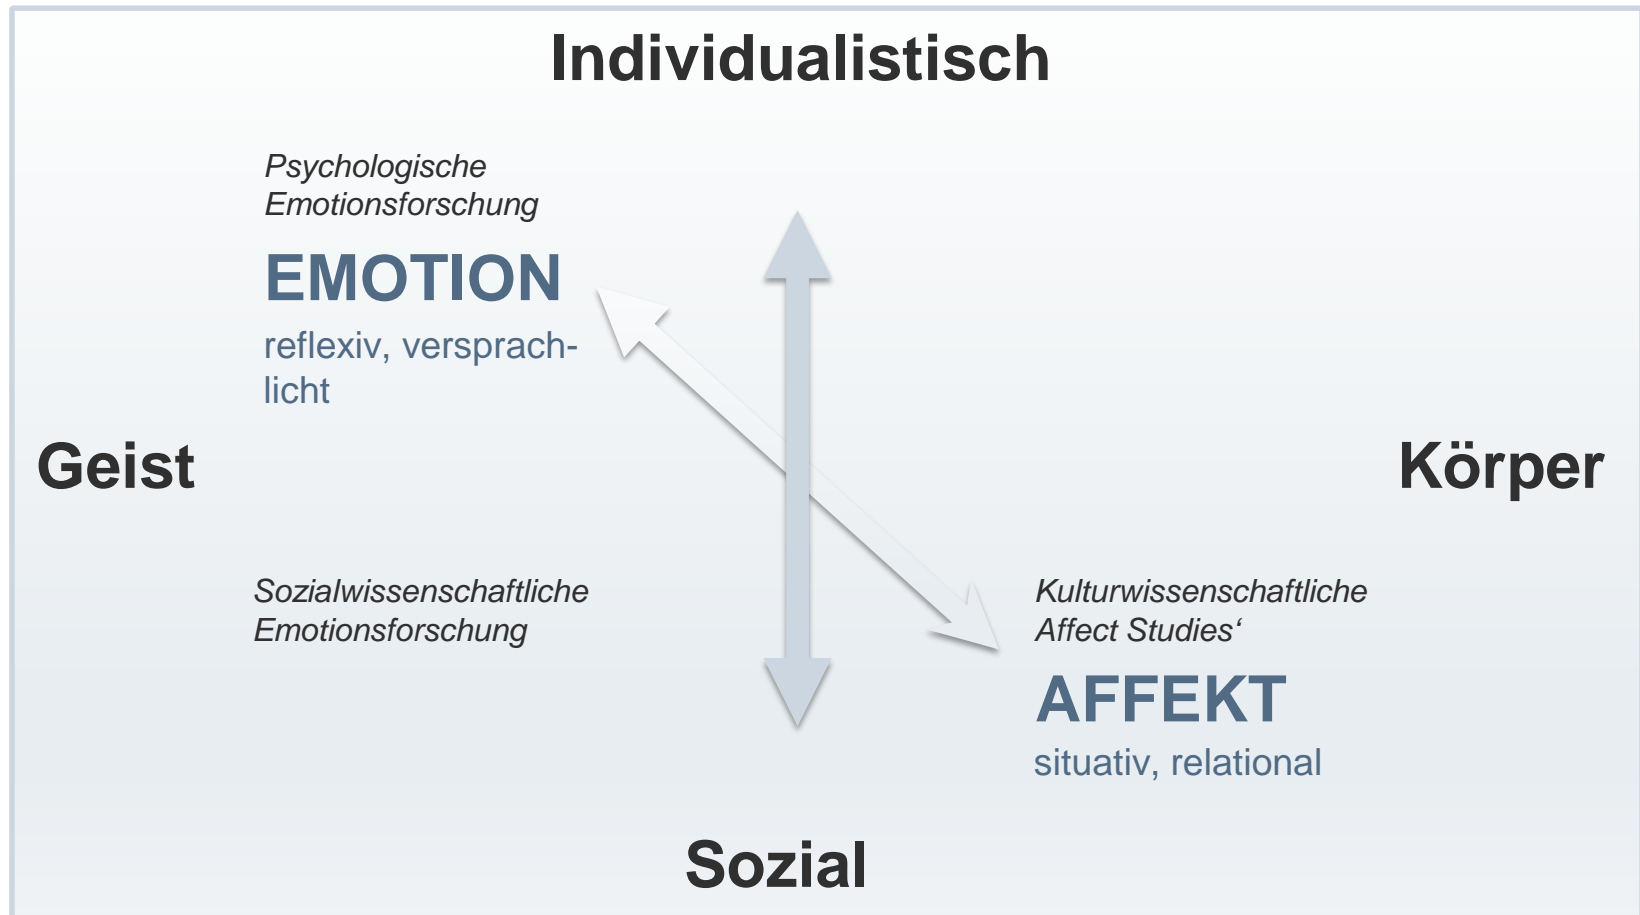 Individualistisch
Psychologische
Emotionsforschung
EMOTION
reflexiv, versprach-
licht
Geist
Körper
Sozialwissenschaftliche
Emotionsforschung
Kulturwissenschaftliche
Affect Studies‘
AFFEKT
situativ, relational
Sozial